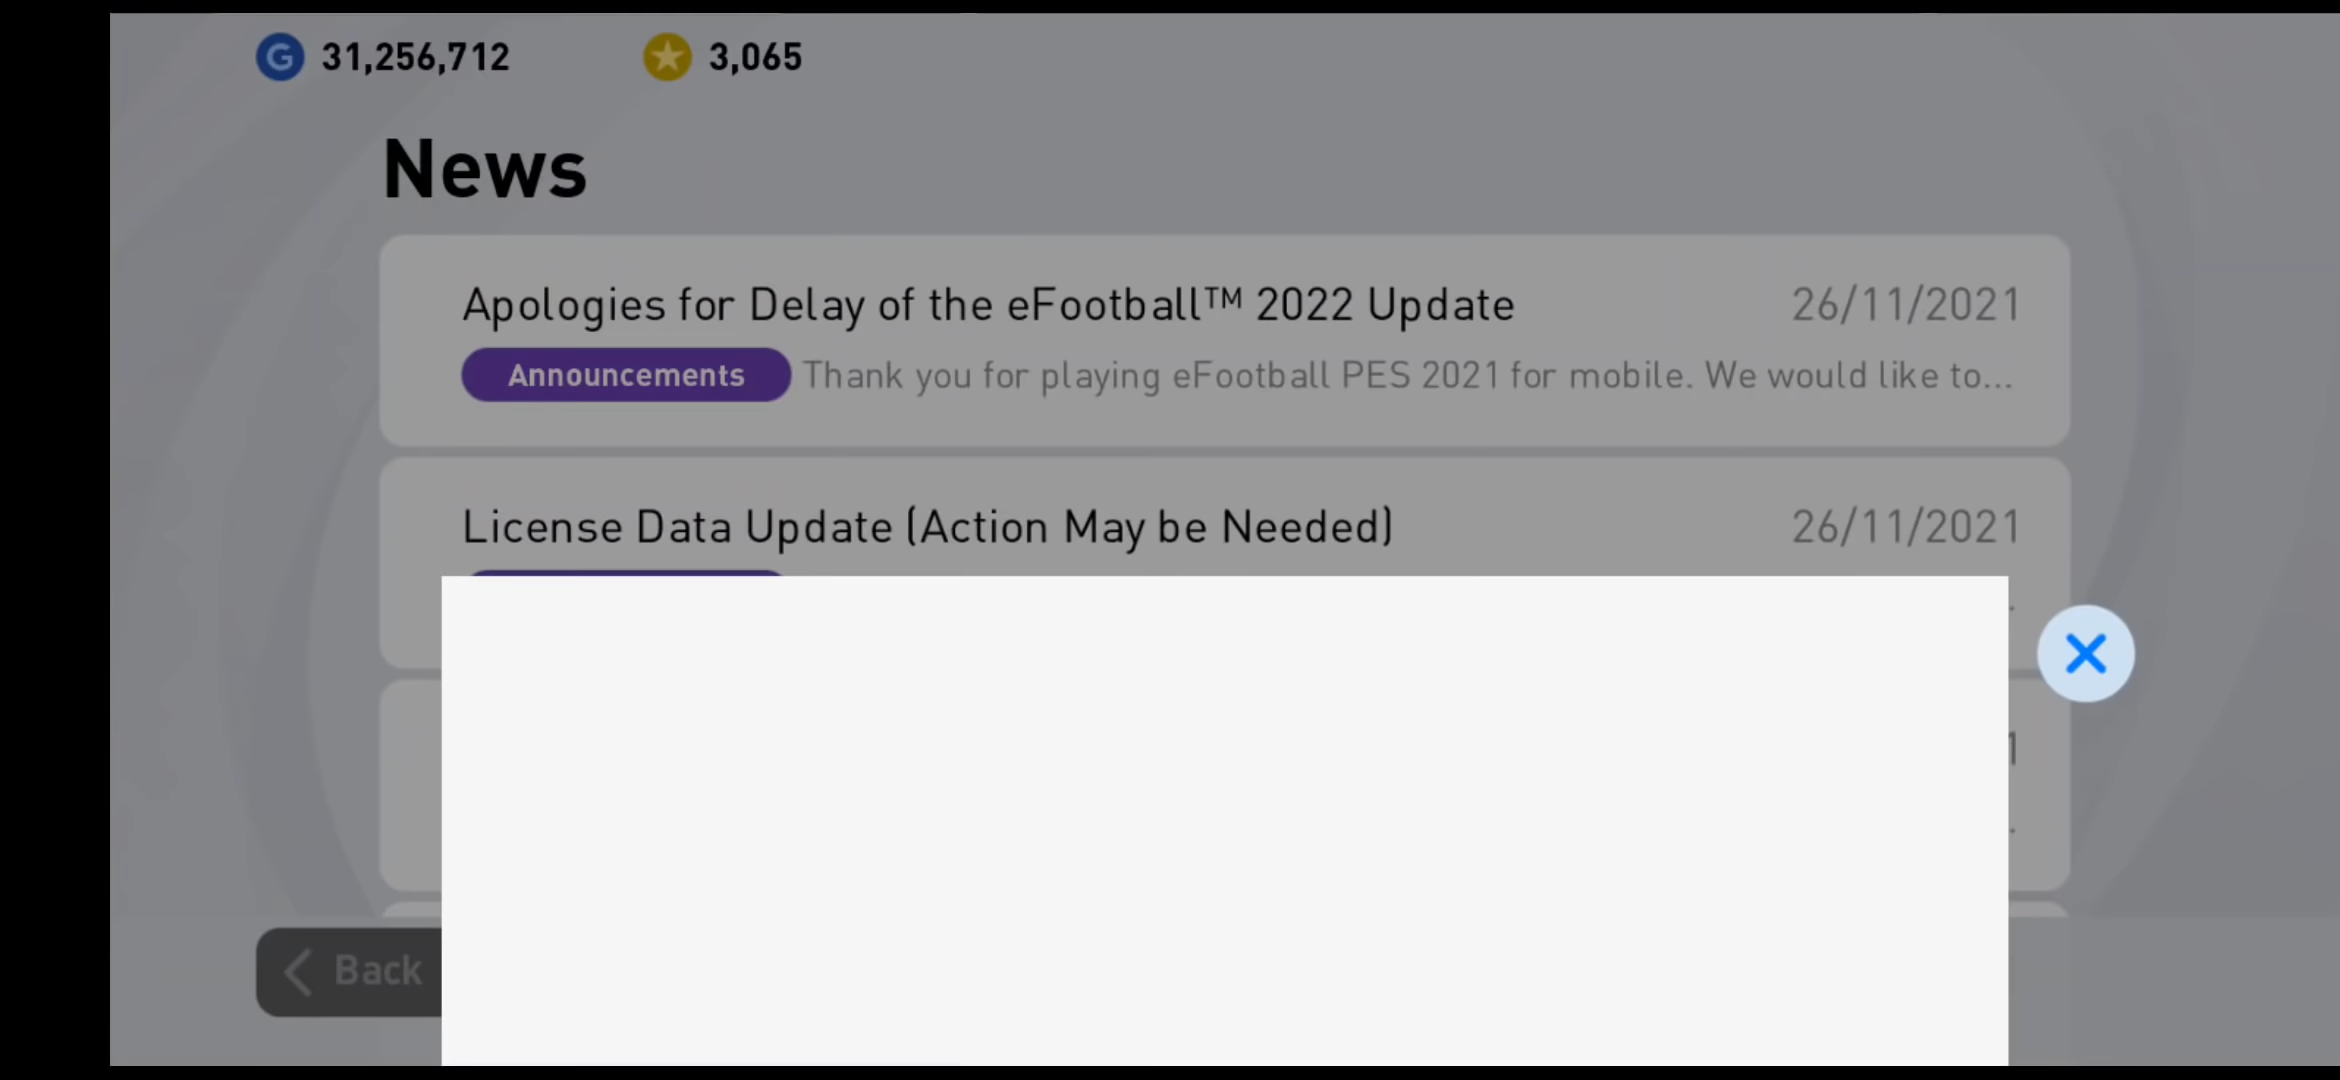 G 31,256,712 3,065
News
Apologies for Delay of the eFootball™ 2022 Update 26/11/2021
Announcements Thank you for playing eFootball PES 2021 for mobile. We would like to...
License Data Update (Action May be Needed) 26/11/2021
Back